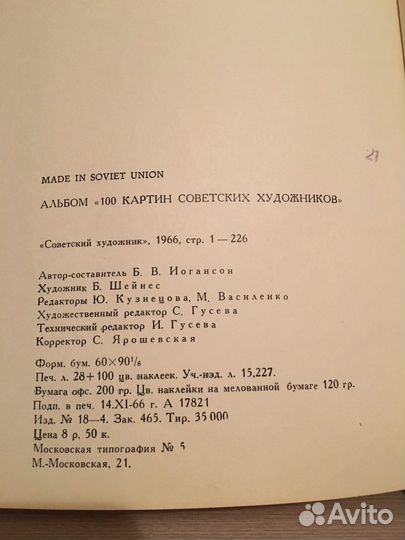 21
MADE IN SOVIET UNION
АЛЬБОМ «100 КАРТИН СОВЕТСКИХ ХУДОЖНИКОВ»
«Советский художник», 1966, стр. 1—226
Автор-составитель Б. В. Иогансон
Художник Б. Шейнес
Редакторы Ю. Кузнецова, М. Василенко
Художественный редактор С. Гусева
Технический редактор И. Гусева
Корректор С. Ярошевская
Форм. бум. 60×90¹/₆
Печ. л. 28+100 цв. наклеек. Уч.-изд. л. 15,227.
Бумага офс. 200 гр. Цв. наклейки на мелованной бумаге 120 гр.
Подп. в печ. 14.XI-66 г. А 17821
Изд. № 18—4. Зак. 465. Тир. 35 000
Цена 8 р. 50 к.
Московская типография № 5
М.-Московская, 21.
Avito